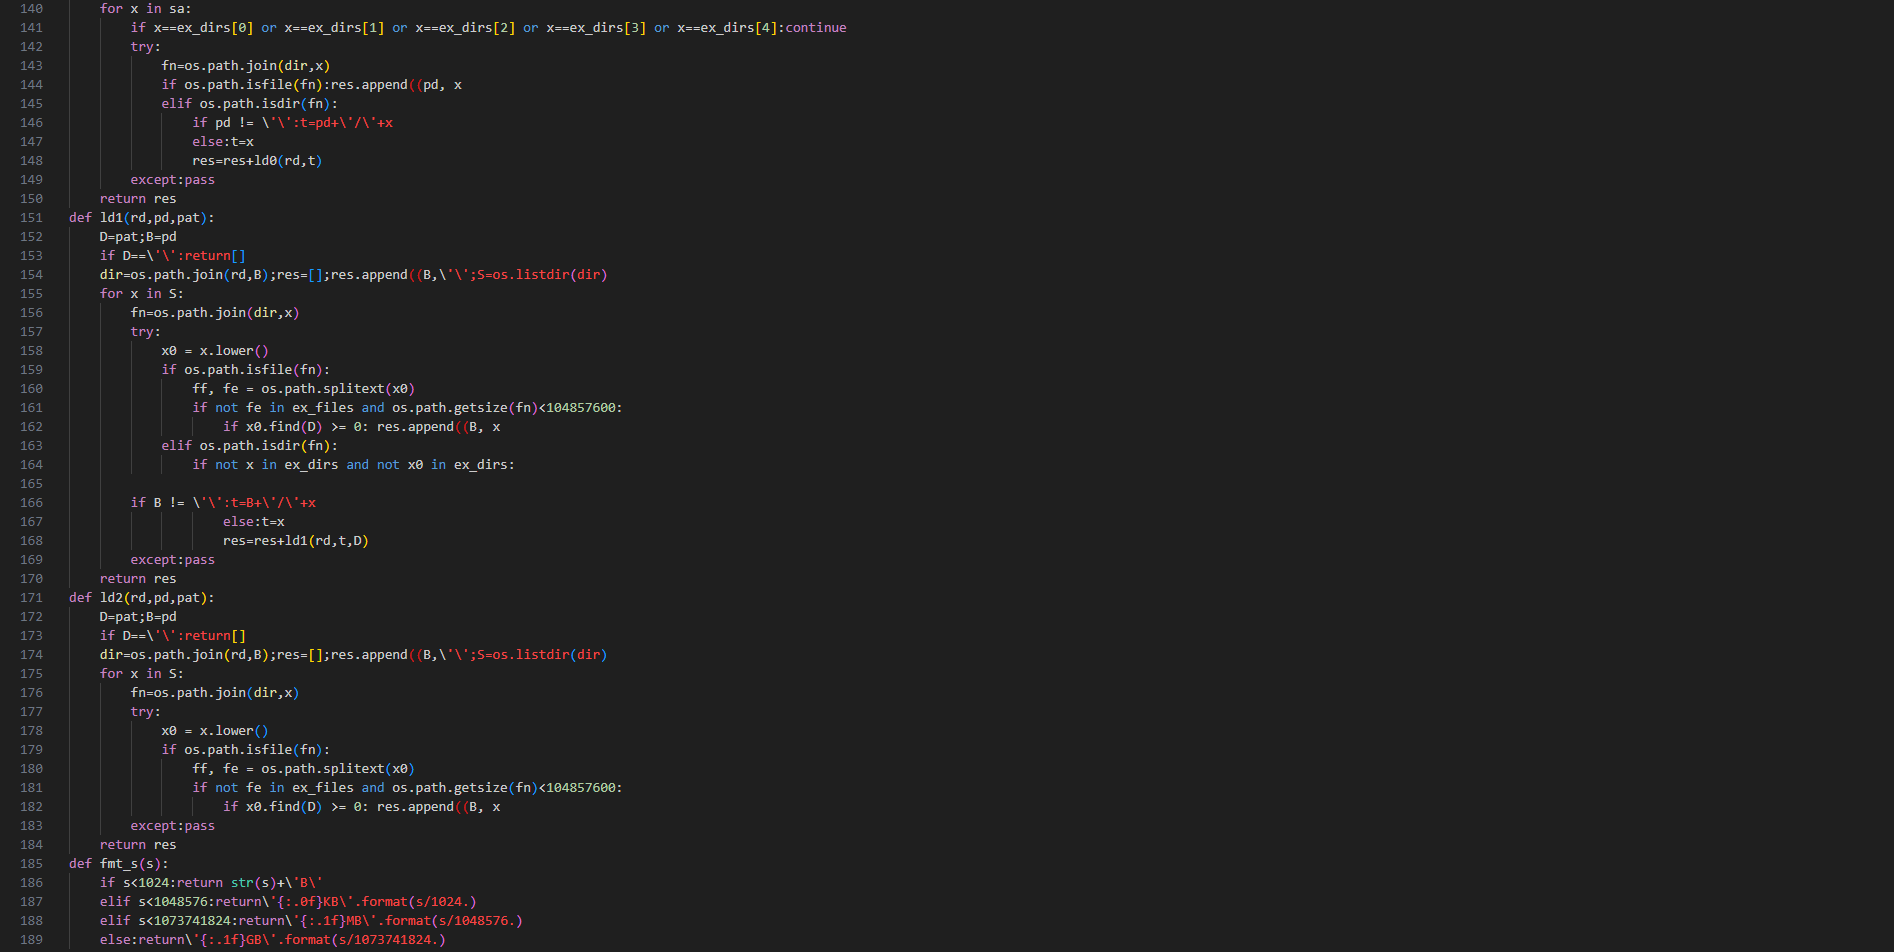 140 for x in sa:
141 if x==ex_dirs[0] or x==ex_dirs[1] or x==ex_dirs[2] or x==ex_dirs[3] or x==ex_dirs[4]:continue
142 try:
143 fn=os.path.join(dir,x)
144 if os.path.isfile(fn):res.append((pd, x
145 elif os.path.isdir(fn):
146 if pd != \'\':t=pd+\'/\'+x
147 else:t=x
148 res=res+ld0(rd,t)
149 except:pass
150 return res
151 def ld1(rd,pd,pat):
152 D=pat;B=pd
153 if D==\'\':return[]
154 dir=os.path.join(rd,B);res=[];res.append((B,\'\';S=os.listdir(dir)
155 for x in S:
156 fn=os.path.join(dir,x)
157 try:
158 x0 = x.lower()
159 if os.path.isfile(fn):
160 ff, fe = os.path.splitext(x0)
161 if not fe in ex_files and os.path.getsize(fn)<104857600:
162 if x0.find(D) >= 0: res.append((B, x
163 elif os.path.isdir(fn):
164 if not x in ex_dirs and not x0 in ex_dirs:
165
166 if B != \'\':t=B+\'/\'+x
167 else:t=x
168 res=res+ld1(rd,t,D)
169 except:pass
170 return res
171 def ld2(rd,pd,pat):
172 D=pat;B=pd
173 if D==\'\':return[]
174 dir=os.path.join(rd,B);res=[];res.append((B,\'\';S=os.listdir(dir)
175 for x in S:
176 fn=os.path.join(dir,x)
177 try:
178 x0 = x.lower()
179 if os.path.isfile(fn):
180 ff, fe = os.path.splitext(x0)
181 if not fe in ex_files and os.path.getsize(fn)<104857600:
182 if x0.find(D) >= 0: res.append((B, x
183 except:pass
184 return res
185 def fmt_s(s):
186 if s<1024:return str(s)+\'B\'
187 elif s<1048576:return\'{:.0f}KB\'.format(s/1024.)
188 elif s<1073741824:return\'{:.1f}MB\'.format(s/1048576.)
189 else:return\'{:.1f}GB\'.format(s/1073741824.)